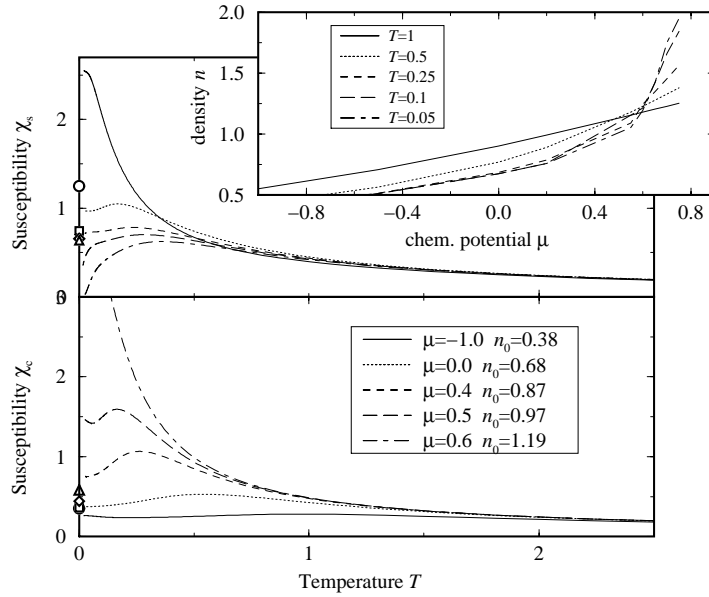 2.0
1.5
1.0
0.5
density n
T=1
T=0.5
T=0.25
T=0.1
T=0.05
−0.8 −0.4 0.0 0.4 0.8
chem. potential μ
2
1
0
Susceptibility χs
3
2
1
0
Susceptibility χc
μ=−1.0 n0=0.38
μ=0.0 n0=0.68
μ=0.4 n0=0.87
μ=0.5 n0=0.97
μ=0.6 n0=1.19
0 1 2
Temperature T